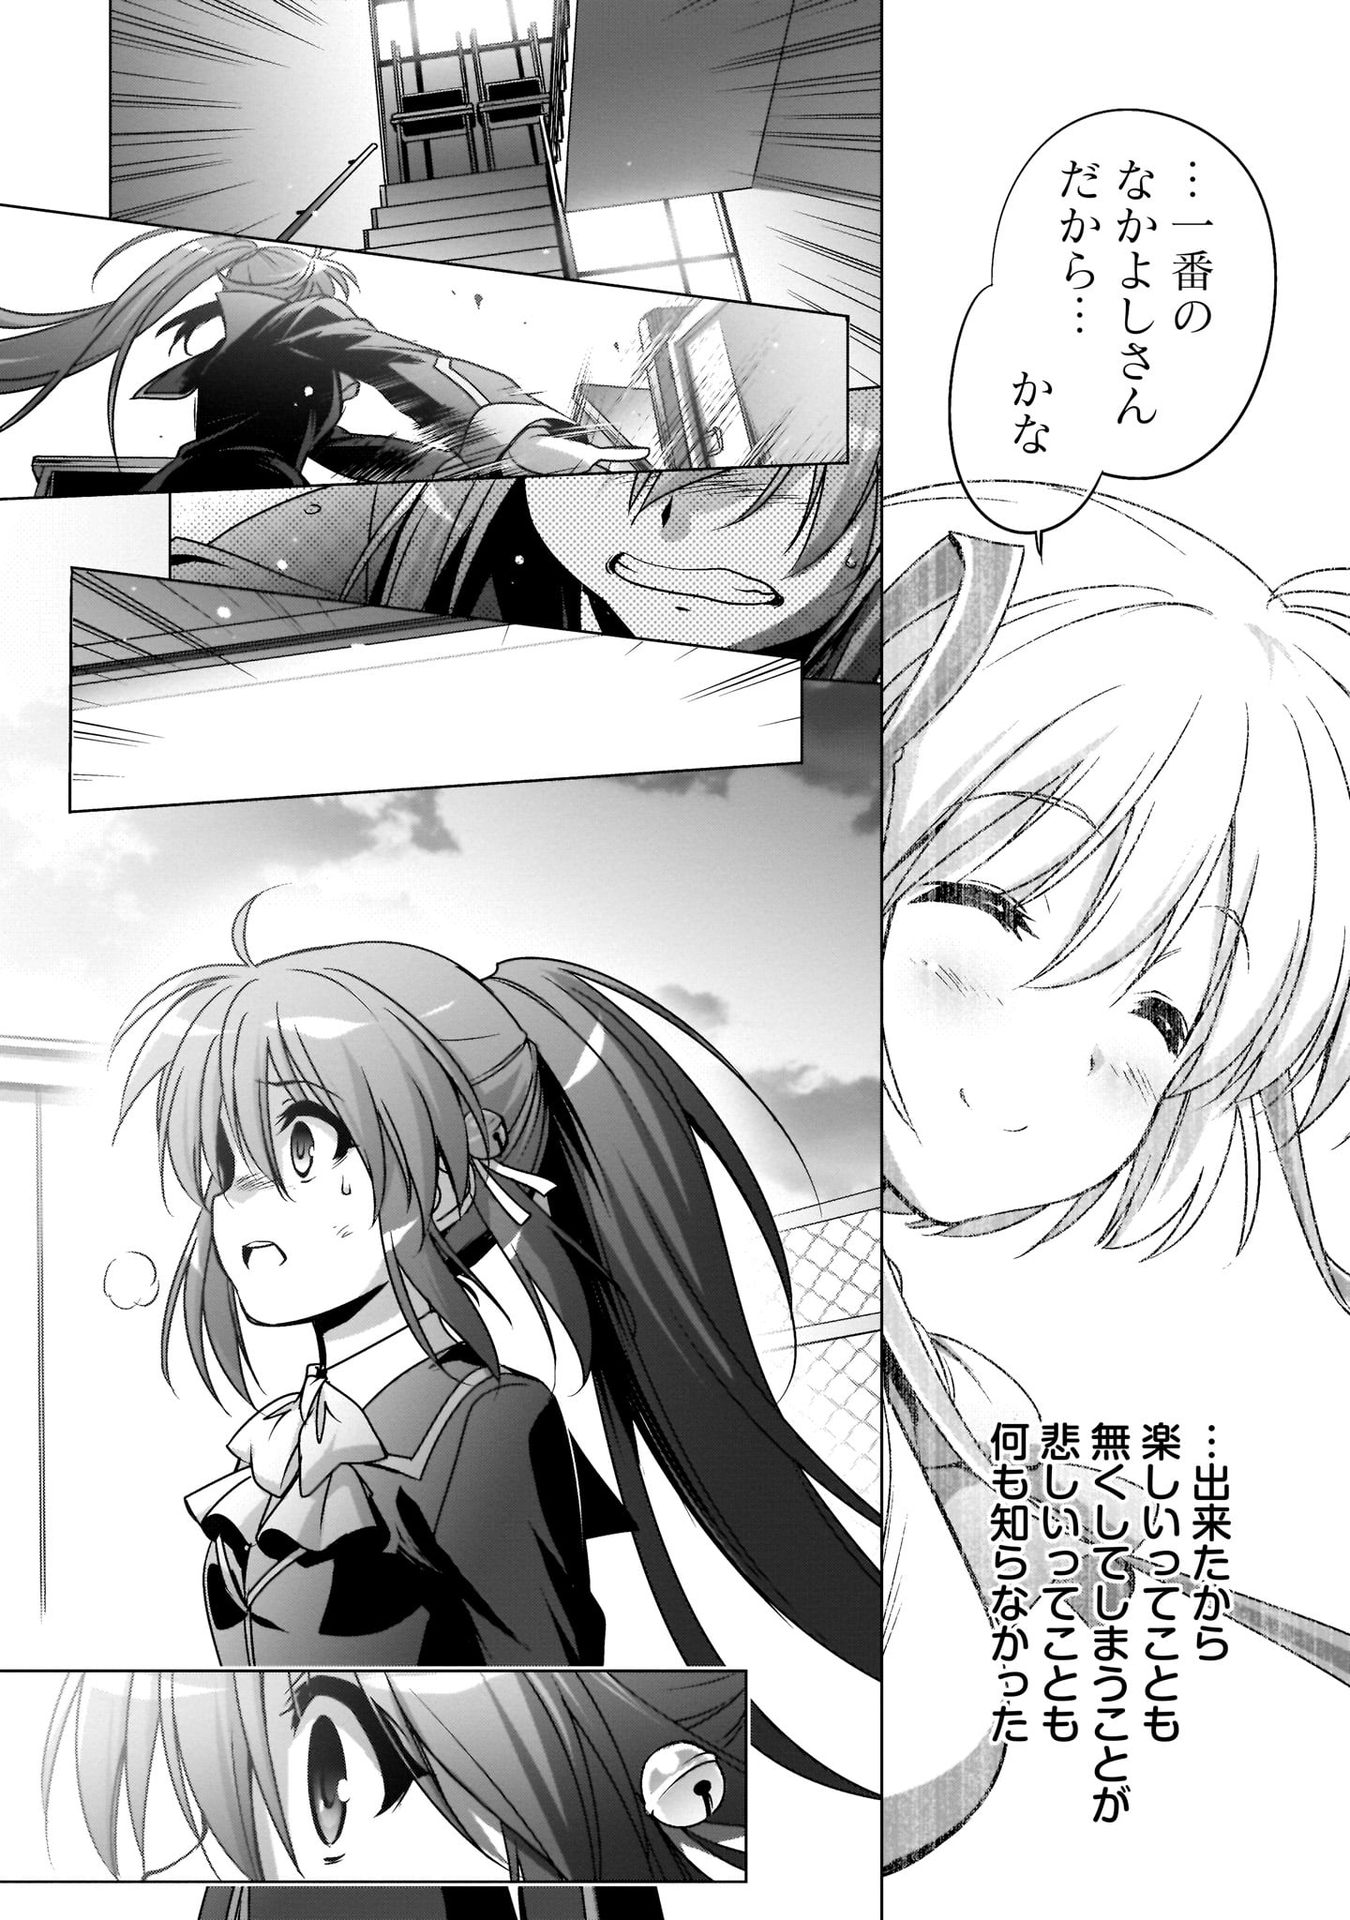 …一番の
なかよしさん
だから…
かな
…出来たから
楽しいってことも
無くしてしまうことが
悲しいってことも
何も知らなかった